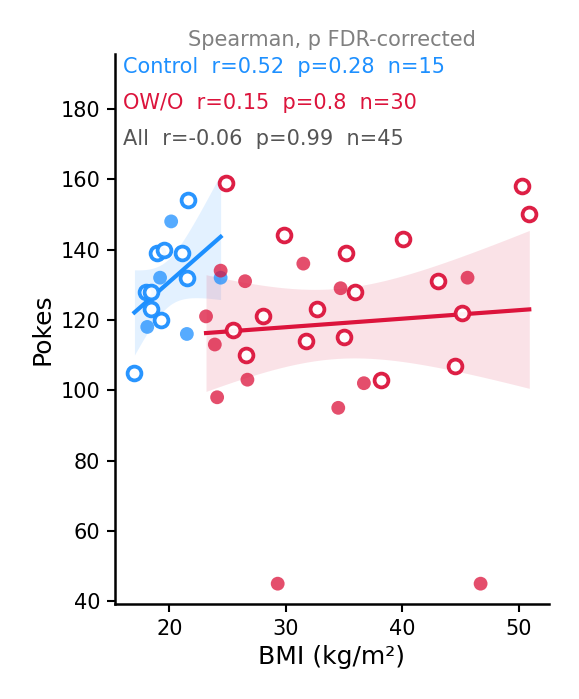 Spearman, p FDR-corrected
Control r=0.52 p=0.28 n=15
OW/O r=0.15 p=0.8 n=30
All r=-0.06 p=0.99 n=45
180
160
140
120
100
80
60
40
Pokes
20 30 40 50
BMI (kg/m²)